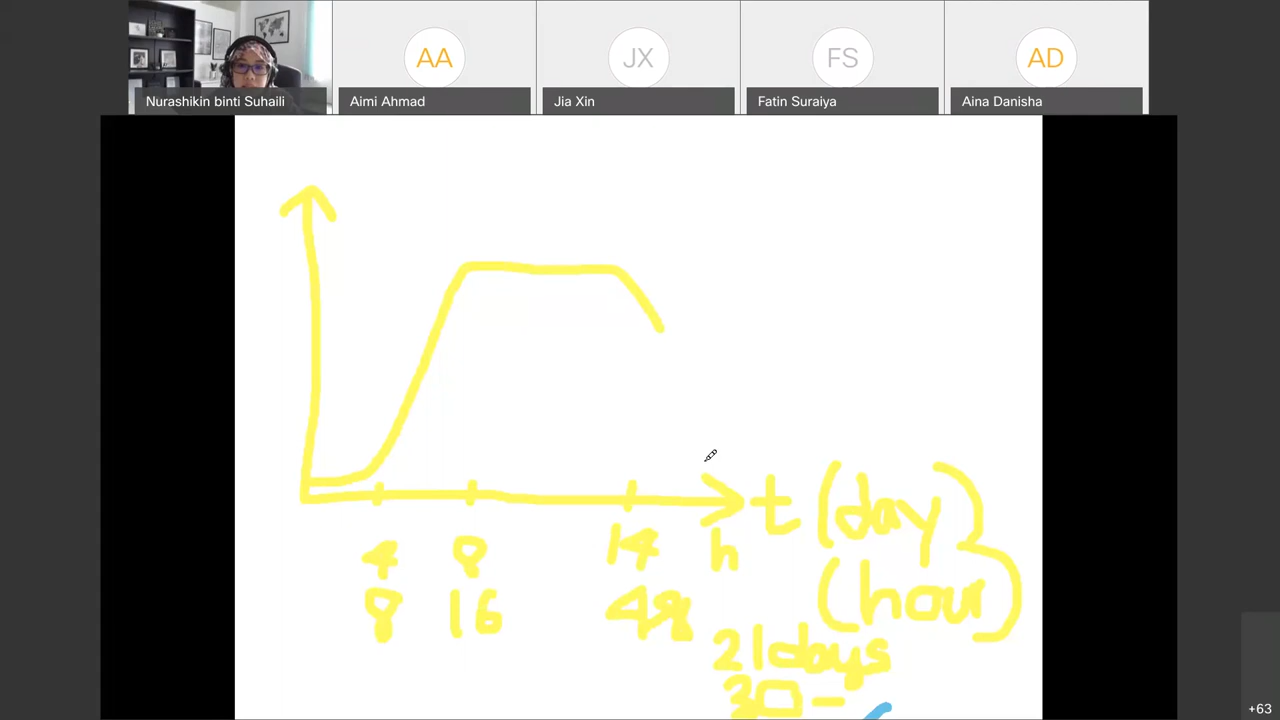 AA JX FS AD
Nurashikin binti Suhaili Aimi Ahmad Jia Xin Fatin Suraiya Aina Danisha
t (day)
4 8 14 h (hour)
8 16 48
21 days
30 -
+63